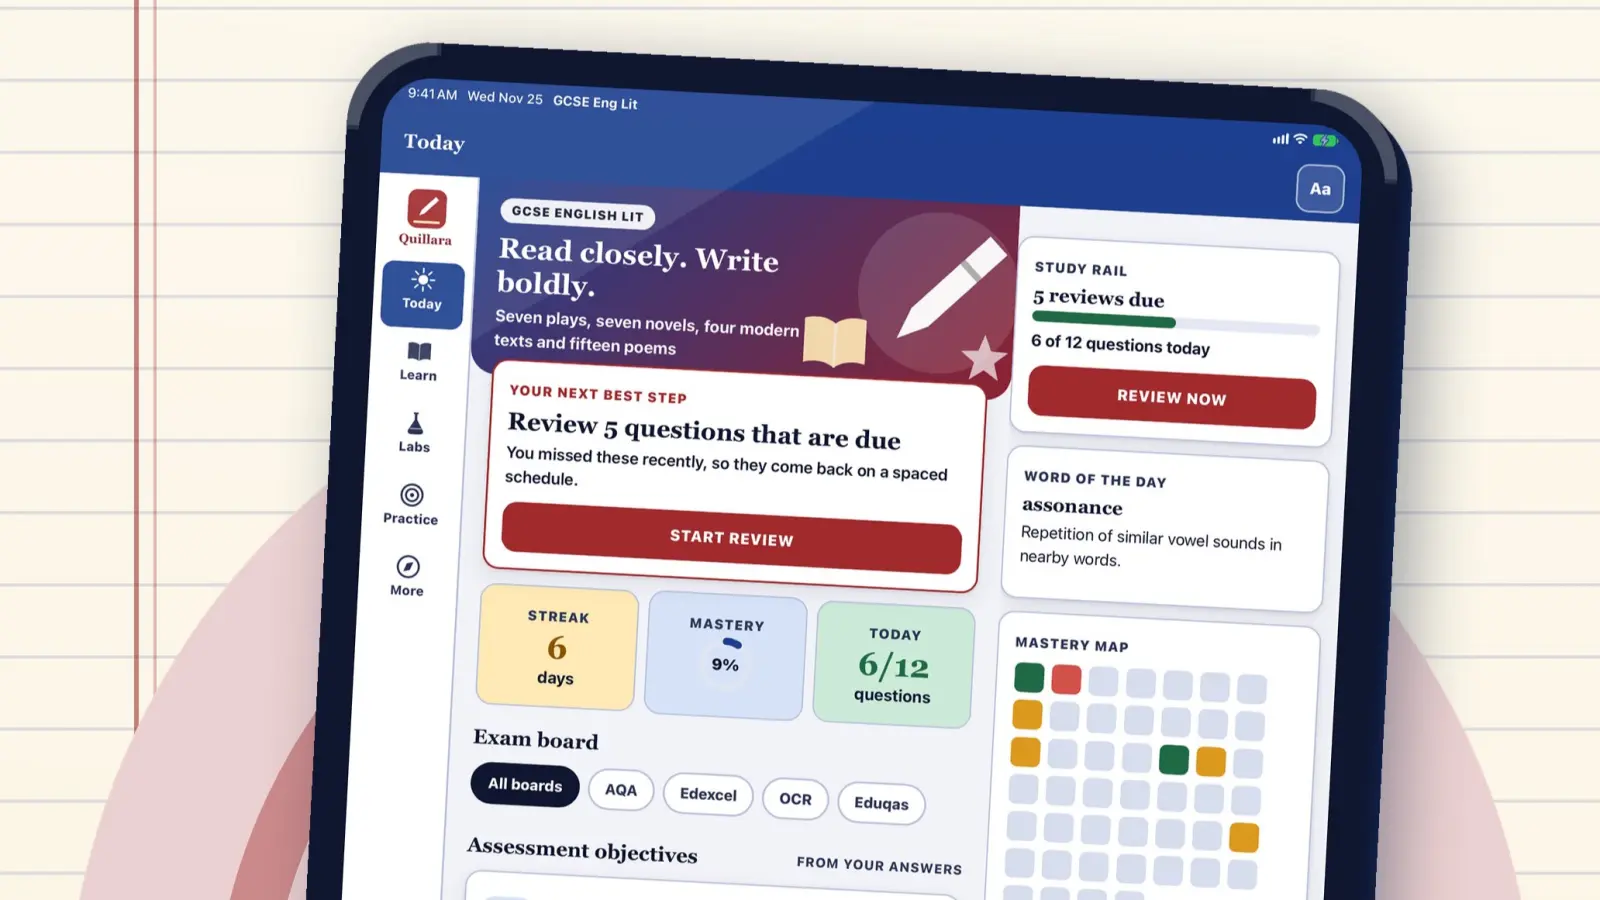 9:41 AM Wed Nov 25 GCSE Eng Lit
Today
Aa
Quillara
Today
Learn
Labs
Practice
More
GCSE ENGLISH LIT
Read closely. Write
boldly.
Seven plays, seven novels, four modern
texts and fifteen poems
YOUR NEXT BEST STEP
Review 5 questions that are due
You missed these recently, so they come back on a spaced
schedule.
START REVIEW
STREAK
6
days
MASTERY
9%
TODAY
6/12
questions
Exam board
All boards
AQA
Edexcel
OCR
Eduqas
Assessment objectives
FROM YOUR ANSWERS
STUDY RAIL
5 reviews due
6 of 12 questions today
REVIEW NOW
WORD OF THE DAY
assonance
Repetition of similar vowel sounds in
nearby words.
MASTERY MAP